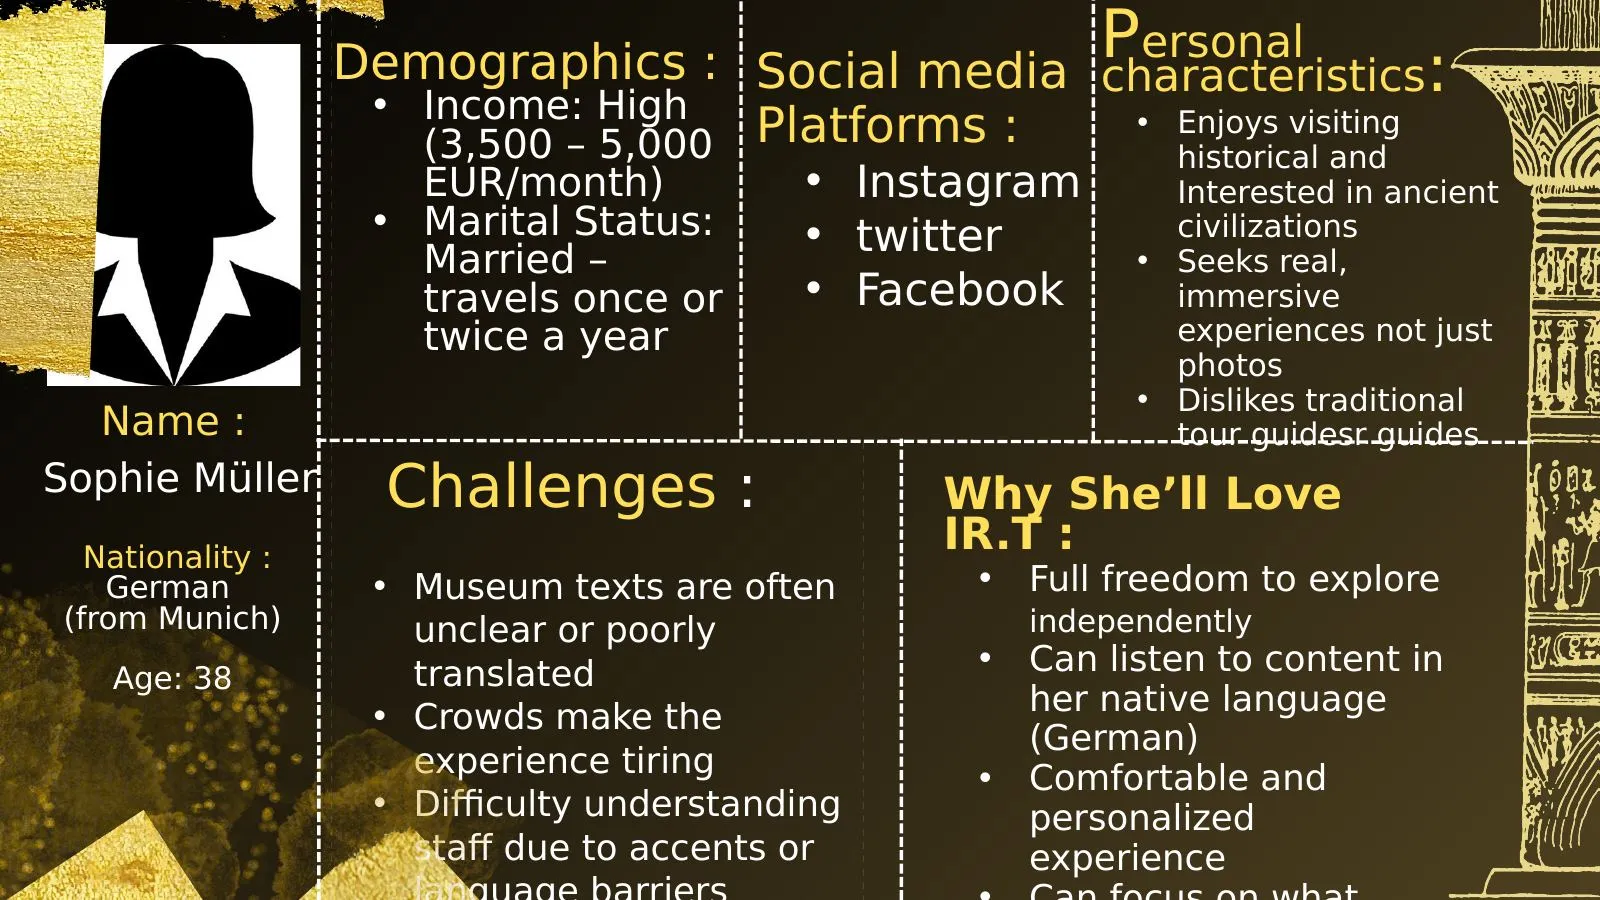 Name :
Sophie Müller
Nationality :
German
(from Munich)
Age: 38
Demographics :
• Income: High
(3,500 – 5,000
EUR/month)
• Marital Status:
Married –
travels once or
twice a year
Social media
Platforms :
• Instagram
• twitter
• Facebook
Personal
characteristics:
• Enjoys visiting
historical and
Interested in ancient
civilizations
• Seeks real,
immersive
experiences not just
photos
• Dislikes traditional
tour guidesr guides
Challenges :
• Museum texts are often
unclear or poorly
translated
• Crowds make the
experience tiring
• Difficulty understanding
staff due to accents or
language barriers
Why She’ll Love
IR.T :
• Full freedom to explore
independently
• Can listen to content in
her native language
(German)
• Comfortable and
personalized
experience
• Can focus on what